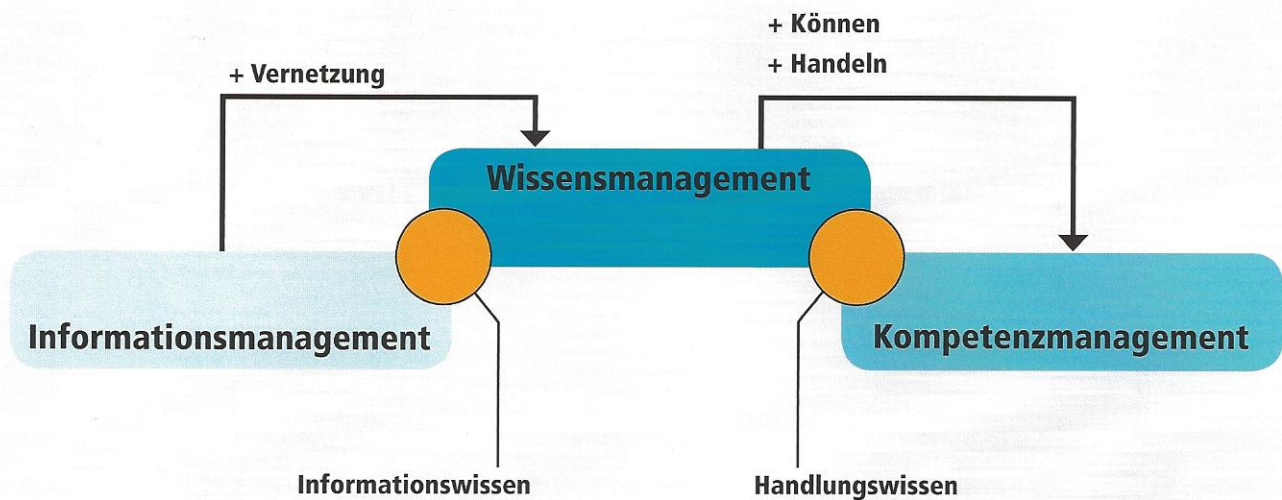 + Können
+ Vernetzung
+ Handeln
Wissensmanagement
Informationsmanagement
Kompetenzmanagement
Informationswissen
Handlungswissen